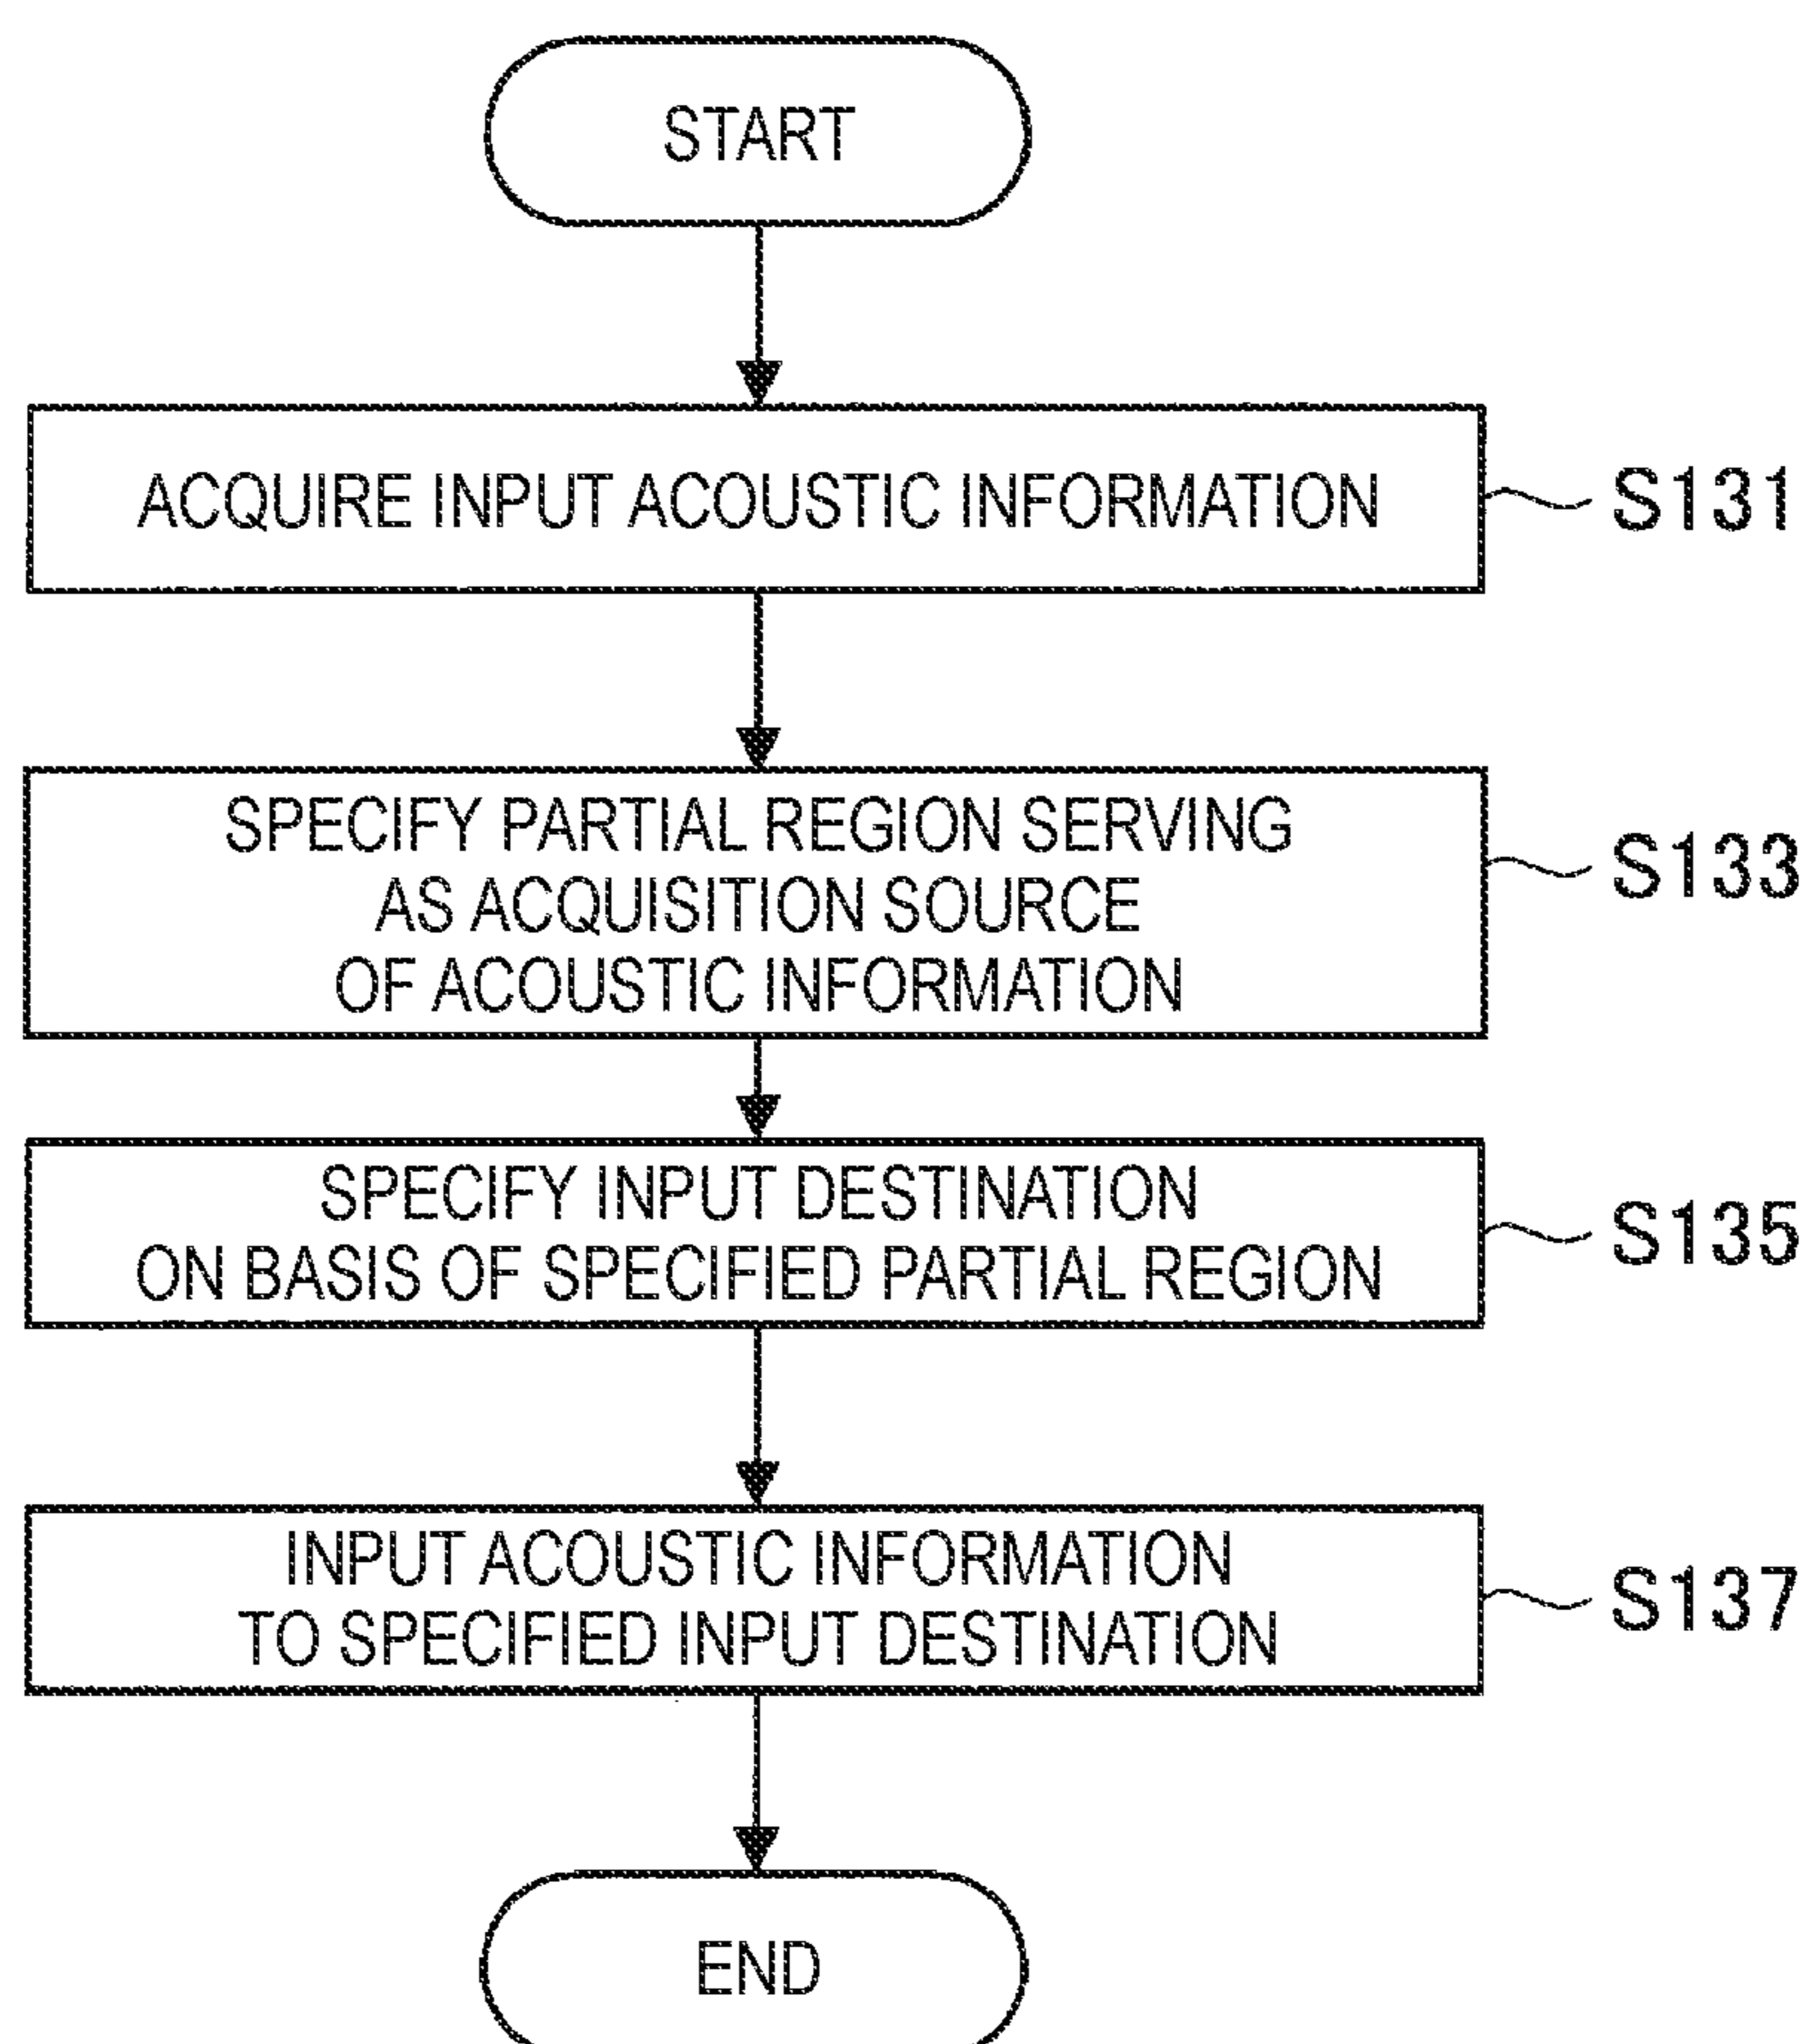 START
ACQUIRE INPUT ACOUSTIC INFORMATION
S131
SPECIFY PARTIAL REGION SERVING
AS ACQUISITION SOURCE
OF ACOUSTIC INFORMATION
S133
SPECIFY INPUT DESTINATION
ON BASIS OF SPECIFIED PARTIAL REGION
S135
INPUT ACOUSTIC INFORMATION
TO SPECIFIED INPUT DESTINATION
S137
END